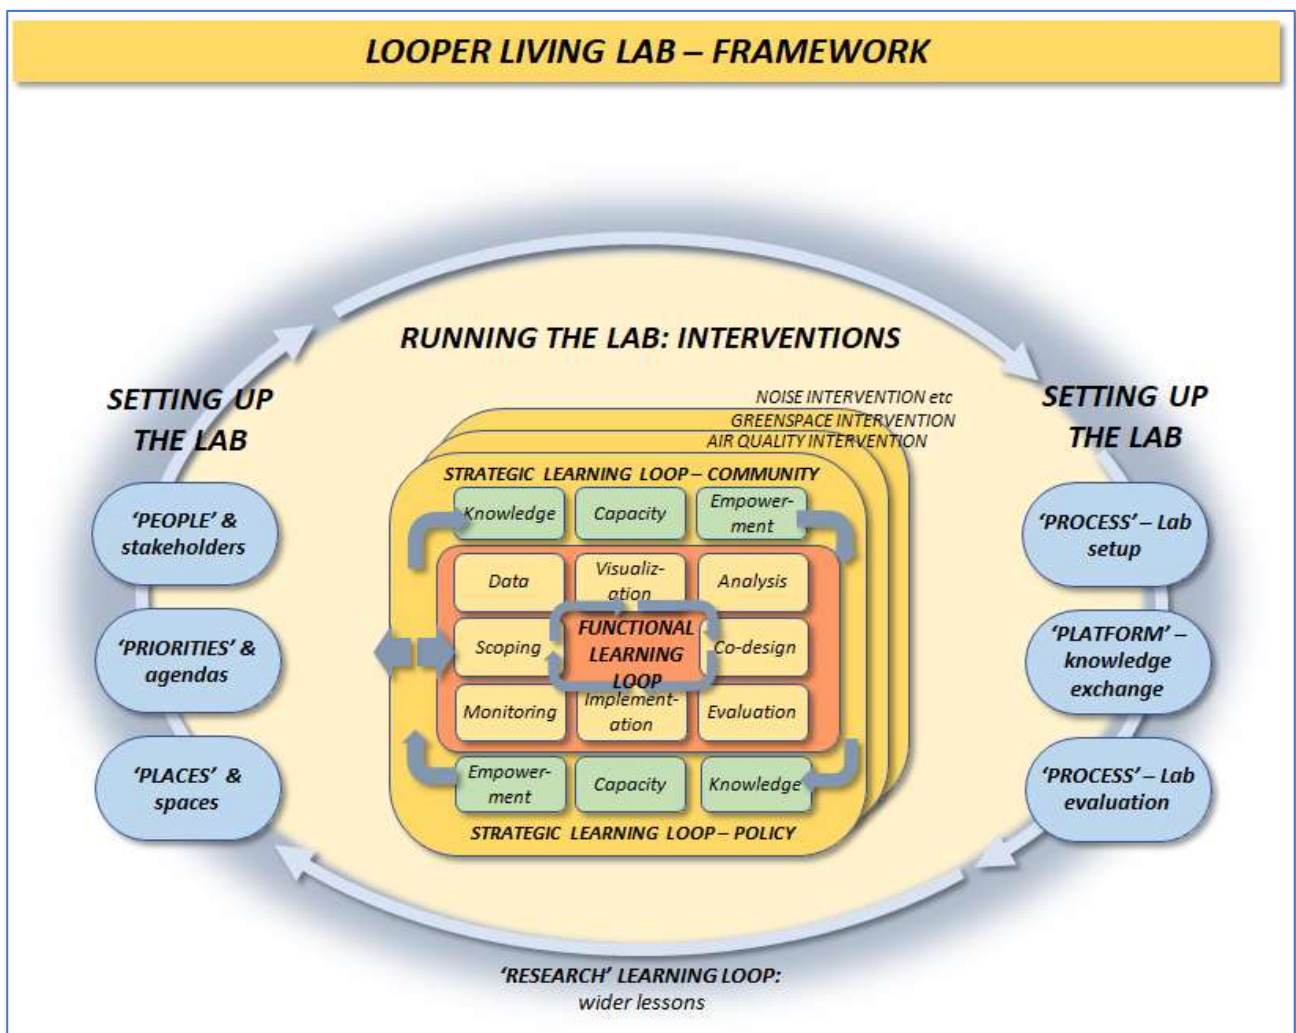 LOOPER LIVING LAB – FRAMEWORK
RUNNING THE LAB: INTERVENTIONS
SETTING UP
THE LAB
‘PEOPLE’ &
stakeholders
‘PRIORITIES’ &
agendas
‘PLACES’ &
spaces
NOISE INTERVENTION etc
GREENSPACE INTERVENTION
AIR QUALITY INTERVENTION
STRATEGIC LEARNING LOOP – COMMUNITY
Knowledge
Capacity
Empower-
ment
Data
Visualiz-
ation
Analysis
Scoping
FUNCTIONAL
LEARNING
LOOP
Co-design
Monitoring
Implement-
ation
Evaluation
Empower-
ment
Capacity
Knowledge
STRATEGIC LEARNING LOOP – POLICY
SETTING UP
THE LAB
‘PROCESS’ – Lab
setup
‘PLATFORM’ –
knowledge
exchange
‘PROCESS’ – Lab
evaluation
‘RESEARCH’ LEARNING LOOP:
wider lessons